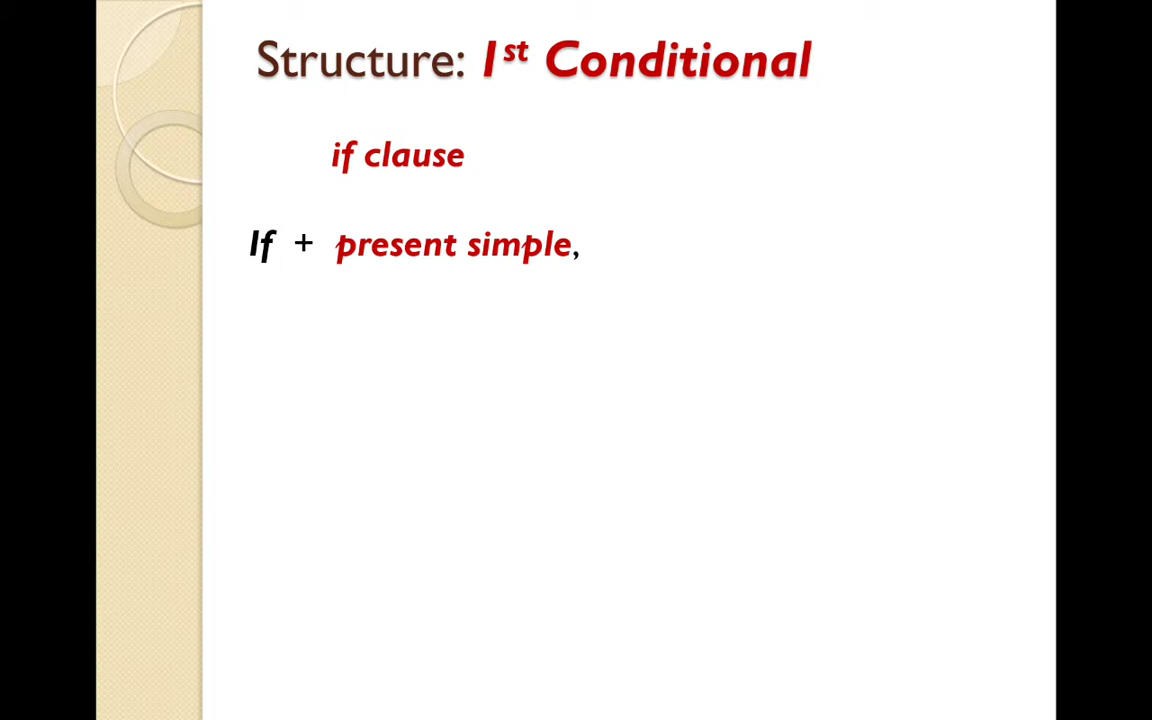 Structure: 1st Conditional
if clause
If + present simple,